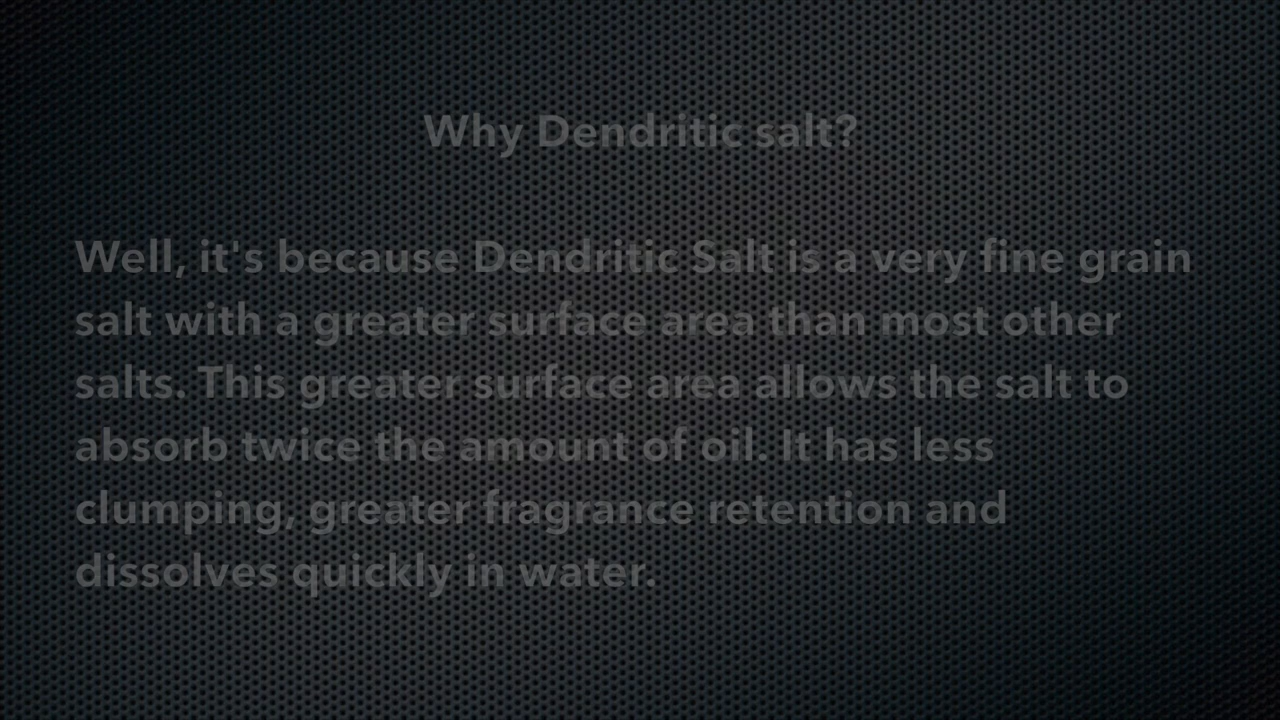 Why Dendritic salt?
Well, it's because Dendritic Salt is a very fine grain
salt with a greater surface area than most other
salts. This greater surface area allows the salt to
absorb twice the amount of oil. It has less
clumping, greater fragrance retention and
dissolves quickly in water.